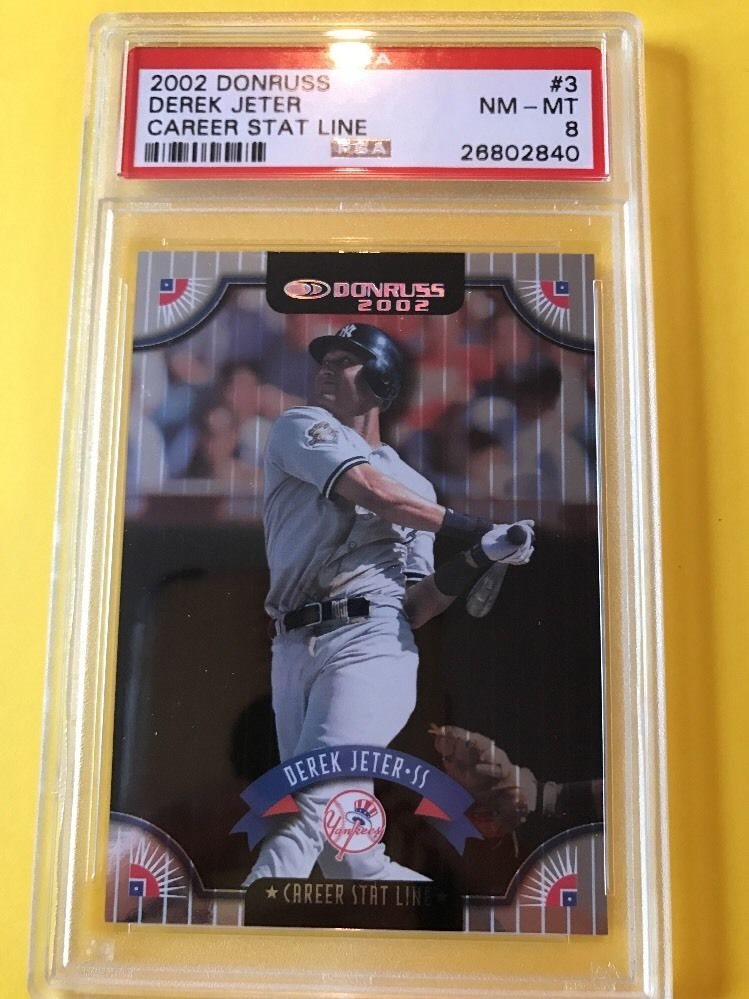 2002 DONRUSS #3
DEREK JETER NM - MT
CAREER STAT LINE 8
PSA 26802840
DONRUSS
2002
NY
DEREK JETER • SS
Yankees
★ CAREER STAT LINE ★